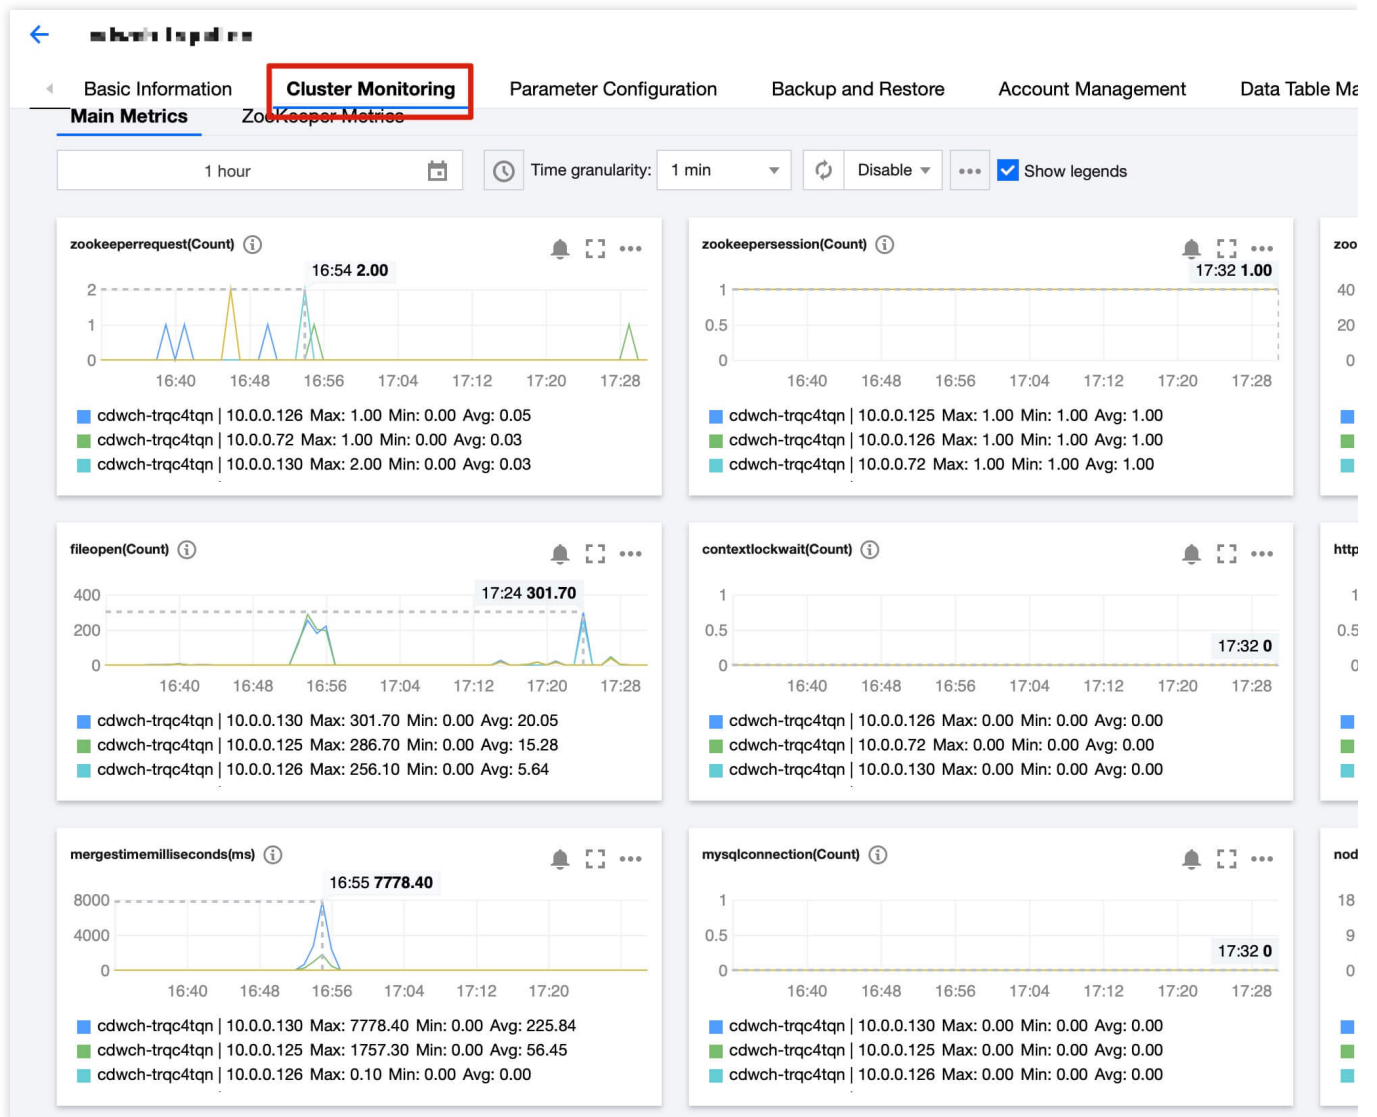 Basic Information Cluster Monitoring Parameter Configuration Backup and Restore Account Management Data Table Ma
Main Metrics ZooKeeper Metrics
1 hour Time granularity: 1 min Disable Show legends
zookeeperrequest(Count)
16:54 2.00
2
1
0
16:40 16:48 16:56 17:04 17:12 17:20 17:28
cdwch-trqc4tqn | 10.0.0.126 Max: 1.00 Min: 0.00 Avg: 0.05
cdwch-trqc4tqn | 10.0.0.72 Max: 1.00 Min: 0.00 Avg: 0.03
cdwch-trqc4tqn | 10.0.0.130 Max: 2.00 Min: 0.00 Avg: 0.03
zookeepersession(Count)
17:32 1.00
1
0.5
0
16:40 16:48 16:56 17:04 17:12 17:20 17:28
cdwch-trqc4tqn | 10.0.0.125 Max: 1.00 Min: 1.00 Avg: 1.00
cdwch-trqc4tqn | 10.0.0.126 Max: 1.00 Min: 1.00 Avg: 1.00
cdwch-trqc4tqn | 10.0.0.72 Max: 1.00 Min: 1.00 Avg: 1.00
zoo
40
20
0
fileopen(Count)
17:24 301.70
400
200
0
16:40 16:48 16:56 17:04 17:12 17:20 17:28
cdwch-trqc4tqn | 10.0.0.130 Max: 301.70 Min: 0.00 Avg: 20.05
cdwch-trqc4tqn | 10.0.0.125 Max: 286.70 Min: 0.00 Avg: 15.28
cdwch-trqc4tqn | 10.0.0.126 Max: 256.10 Min: 0.00 Avg: 5.64
contextlockwait(Count)
1
0.5
17:32 0
0
16:40 16:48 16:56 17:04 17:12 17:20 17:28
cdwch-trqc4tqn | 10.0.0.126 Max: 0.00 Min: 0.00 Avg: 0.00
cdwch-trqc4tqn | 10.0.0.72 Max: 0.00 Min: 0.00 Avg: 0.00
cdwch-trqc4tqn | 10.0.0.130 Max: 0.00 Min: 0.00 Avg: 0.00
http
1
0.5
0
mergestimemilliseconds(ms)
16:55 7778.40
8000
4000
0
16:40 16:48 16:56 17:04 17:12 17:20
cdwch-trqc4tqn | 10.0.0.130 Max: 7778.40 Min: 0.00 Avg: 225.84
cdwch-trqc4tqn | 10.0.0.125 Max: 1757.30 Min: 0.00 Avg: 56.45
cdwch-trqc4tqn | 10.0.0.126 Max: 0.10 Min: 0.00 Avg: 0.00
mysqlconnection(Count)
1
0.5
17:32 0
0
16:40 16:48 16:56 17:04 17:12 17:20 17:28
cdwch-trqc4tqn | 10.0.0.130 Max: 0.00 Min: 0.00 Avg: 0.00
cdwch-trqc4tqn | 10.0.0.125 Max: 0.00 Min: 0.00 Avg: 0.00
cdwch-trqc4tqn | 10.0.0.126 Max: 0.00 Min: 0.00 Avg: 0.00
nod
18
9
0